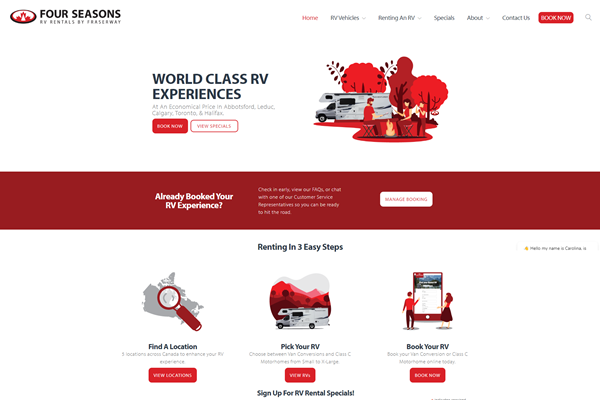 FOUR SEASONS
RV RENTALS BY FRASERWAY
Home RV Vehicles Renting An RV Specials About Contact Us BOOK NOW
WORLD CLASS RV
EXPERIENCES
At An Economical Price in Abbotsford, Leduc,
Calgary, Toronto, & Halifax.
BOOK NOW VIEW SPECIALS
Already Booked Your
RV Experience?
Check in early, view our FAQs, or chat
with one of our Customer Service
Representatives so you can be ready
to hit the road.
MANAGE BOOKING
Renting In 3 Easy Steps
Hello my name is Carolina, is
Find A Location
5 locations across Canada to enhance your RV
experience.
VIEW LOCATIONS
Pick Your RV
Choose between Van Conversions and Class C
Motorhomes from Small to X-Large.
VIEW RVs
Book Your RV
Book your Van Conversion or Class C
Motorhome online today.
BOOK NOW
Sign Up For RV Rental Specials!